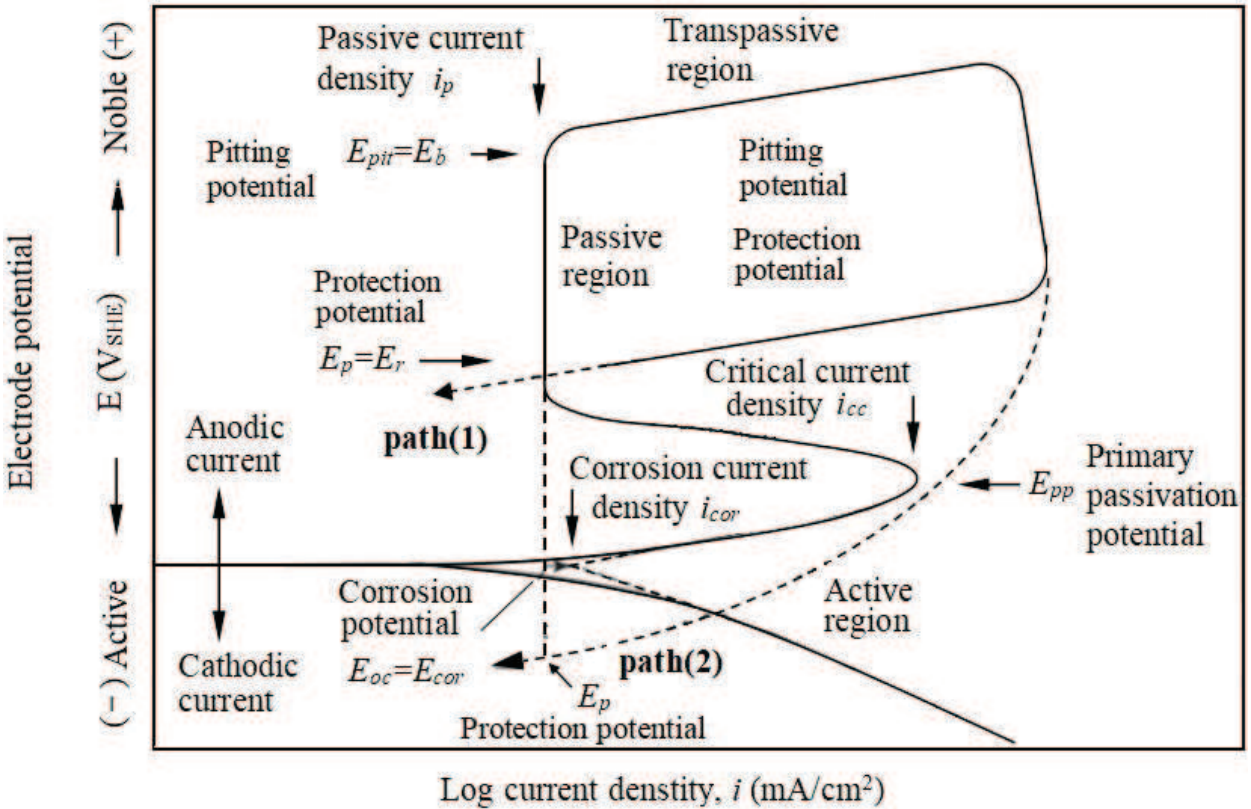 Passive current
density ip
Transpassive
region
Noble (+)
Pitting
potential
Epit=Eb
Pitting
potential
Passive
region
Protection
potential
Protection
potential
Ep=Er
Electrode potential
E (VSHE)
Critical current
density icc
path(1)
Anodic
current
Corrosion current
density icor
Epp
Primary
passivation
potential
Corrosion
potential
Active
region
(-) Active
Cathodic
current
Eoc=Ecor
path(2)
Ep
Protection potential
Log current denstity, i (mA/cm²)